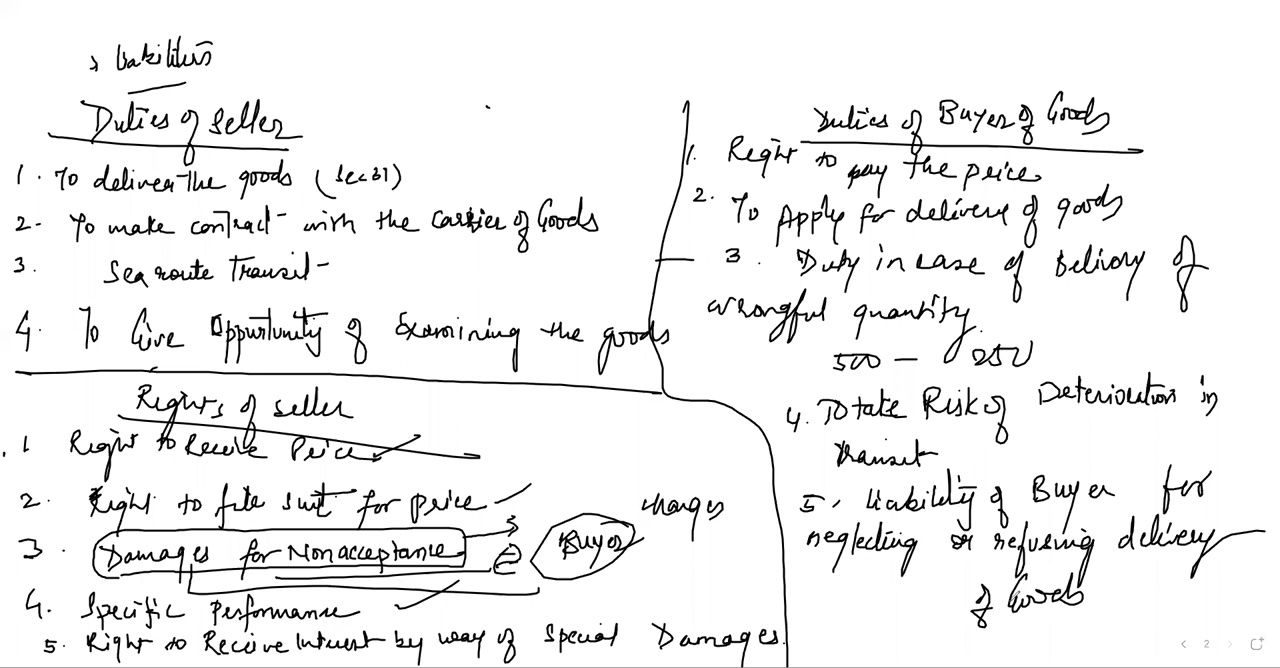 Liabilities
Duties of Seller
1. To deliver the goods (Sec 31)
2. To make contract with the carrier of Goods
3. Sea route Transit
4. To Give Oppurtunity of Examining the goods
Rights of seller
1 Right to Receive Price
2. Right to file suit for price
3. Damages for Nonacceptance
Buyer
charges
4. Specific Performance
5. Right to Receive Interest by way of Special Damages.
Duties of Buyer of Goods
1. Right to pay the price
2. To Apply for delivery of goods
3. Duty in case of Delivory of
wrongful quantity.
500 - 250
4. To take Risk of Deterioration in
Transit
5. Liability of Buyer for
neglecting or refusing delivery
of Goods
2